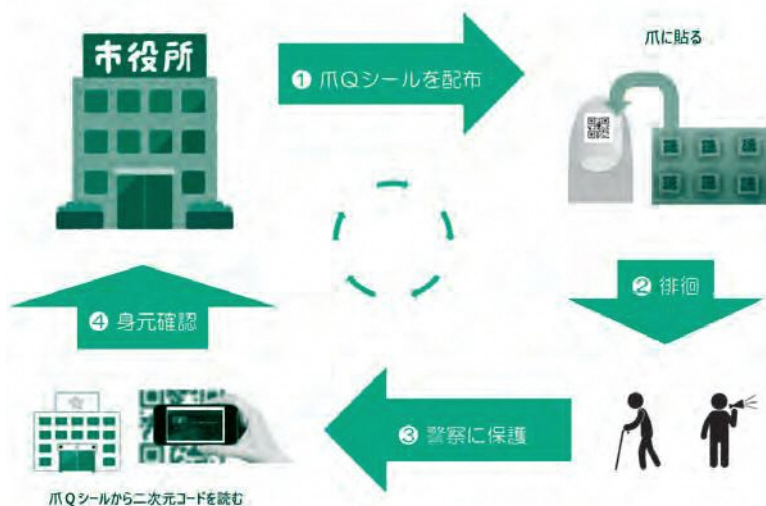 市役所
❶ 爪Qシールを配布
爪に貼る
❷ 徘徊
❸ 警察に保護
❹ 身元確認
爪Qシールから二次元コードを読む